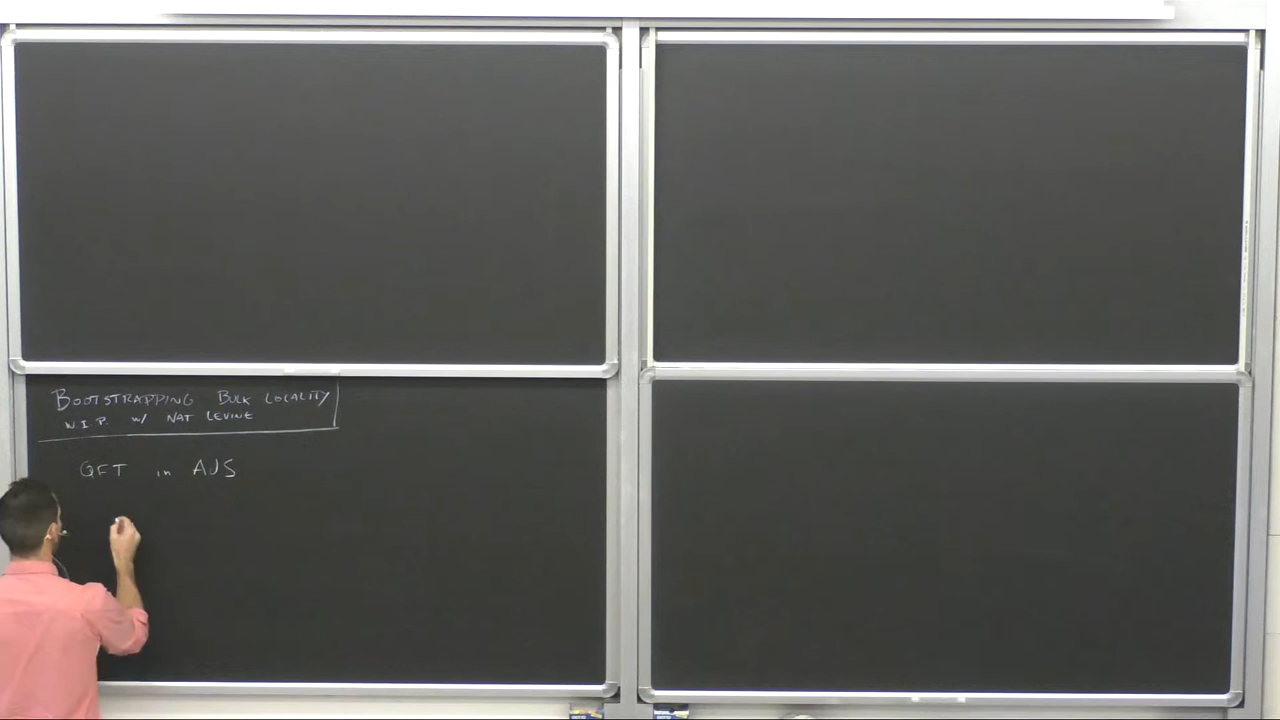 BOOTSTRAPPING BULK LOCALITY
W.I.P. W/ NAT LEVINE
QFT in AdS